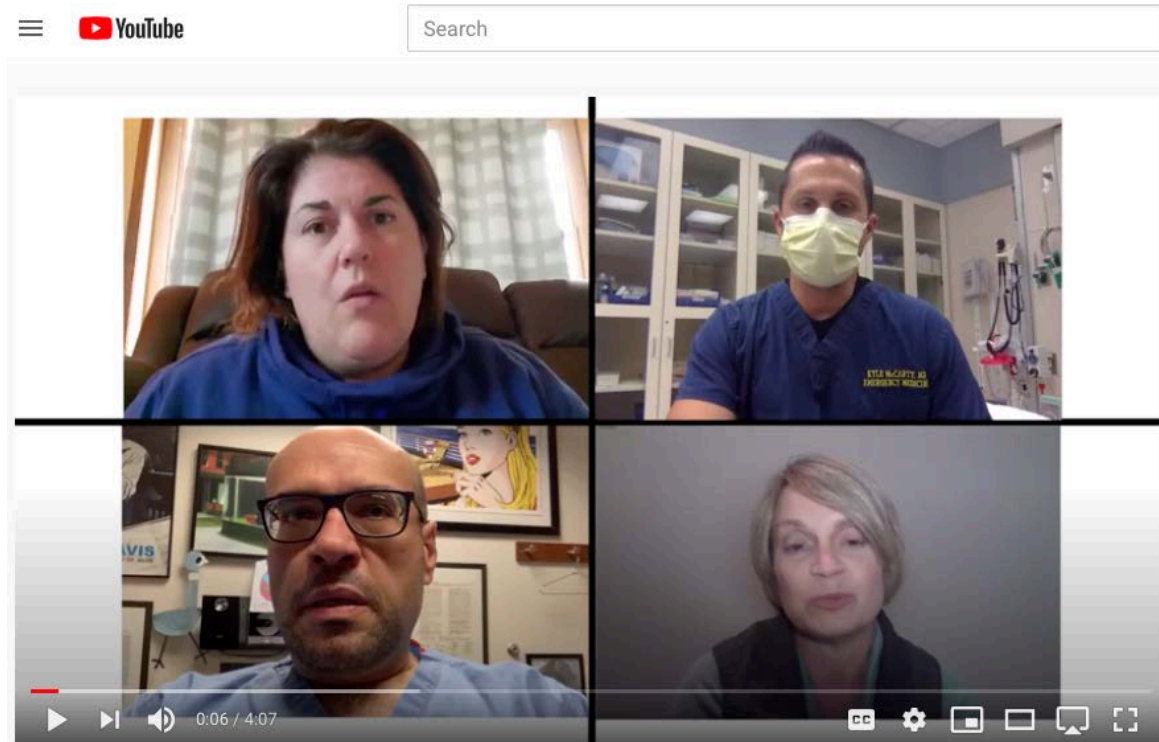 YouTube
Search
KYLE McCARTY, MD
EMERGENCY MEDICINE
AVIS
0:06 / 4:07
CC